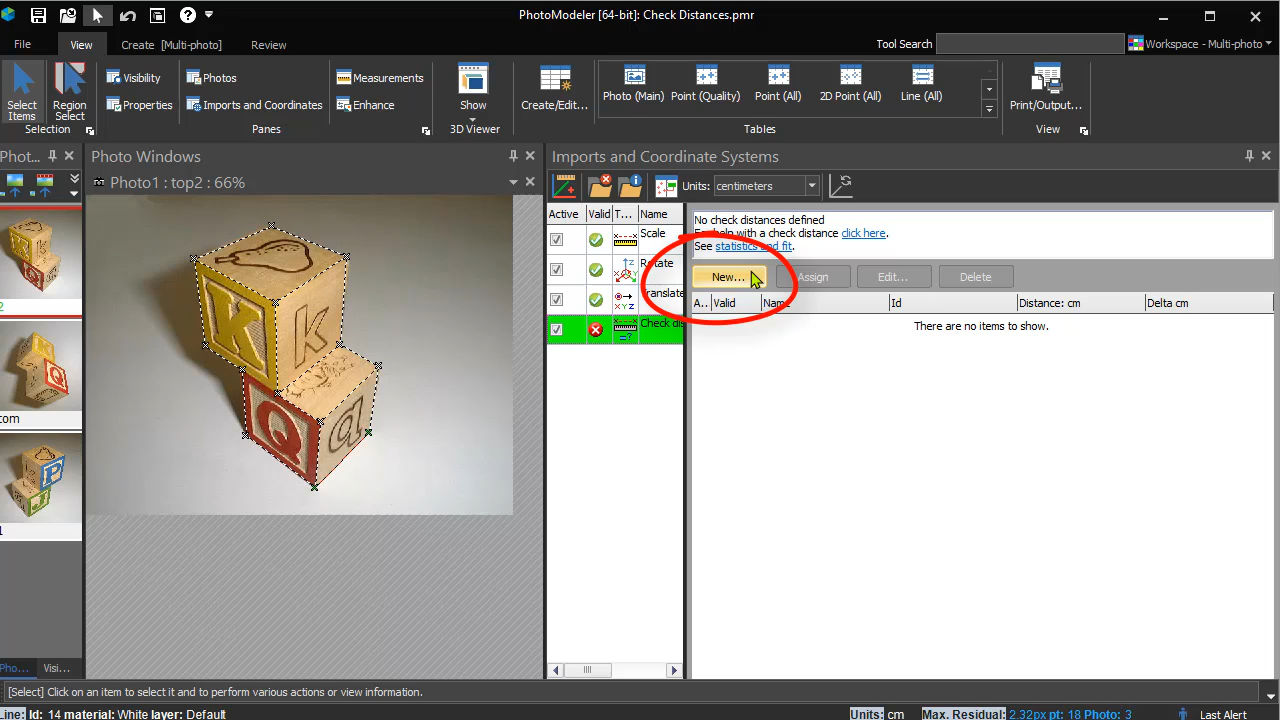 PhotoModeler [64-bit]: Check Distances.pmr
File View Create [Multi-photo] Review
Tool Search Workspace - Multi-photo
Select Items
Region Select
Selection
Visibility
Properties
Photos
Imports and Coordinates
Measurements
Enhance
Panes
Show
3D Viewer
Create/Edit...
Photo (Main) Point (Quality) Point (All) 2D Point (All) Line (All)
Tables
Print/Output...
View
Phot...
Photo Windows
Photo1 : top2 : 66%
Imports and Coordinate Systems
Units: centimeters
Active Valid T... Name
Scale
Rotate
Translate
Check dis
No check distances defined
For help with a check distance click here.
See statistics and fit.
New... Assign Edit... Delete
A.. Valid Name Id Distance: cm Delta cm
There are no items to show.
K
k
Q
a
2
Q
com
P
J
1
Pho... Visi...
[Select] Click on an item to select it and to perform various actions or view information.
Line: Id: 14 material: White layer: Default
Units: cm Max. Residual: 2.32px pt: 18 Photo: 3 Last Alert